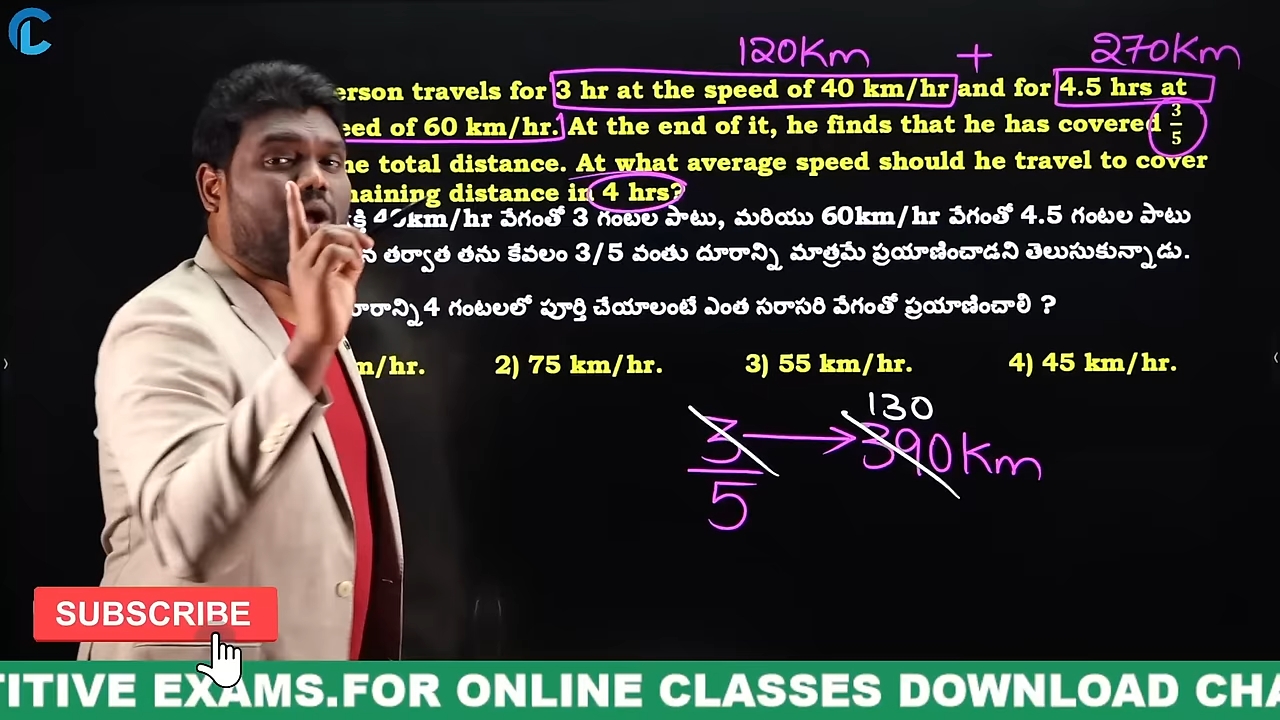 120Km + 270Km
erson travels for 3 hr at the speed of 40 km/hr and for 4.5 hrs at
eed of 60 km/hr. At the end of it, he finds that he has covered 3/5
he total distance. At what average speed should he travel to cover
maining distance in 4 hrs?
40km/hr వేగంతో 3 గంటల పాటు, మరియు 60km/hr వేగంతో 4.5 గంటల పాటు
న తర్వాత తను కేవలం 3/5 వంతు దూరాన్ని మాత్రమే ప్రయాణించాడని తెలుసుకున్నాడు.
దూరాన్ని 4 గంటలలో పూర్తి చేయాలంటే ఎంత సరాసరి వేగంతో ప్రయాణించాలి ?
m/hr. 2) 75 km/hr. 3) 55 km/hr. 4) 45 km/hr.
130
3/5 → 390Km
SUBSCRIBE
TITIVE EXAMS.FOR ONLINE CLASSES DOWNLOAD CHA